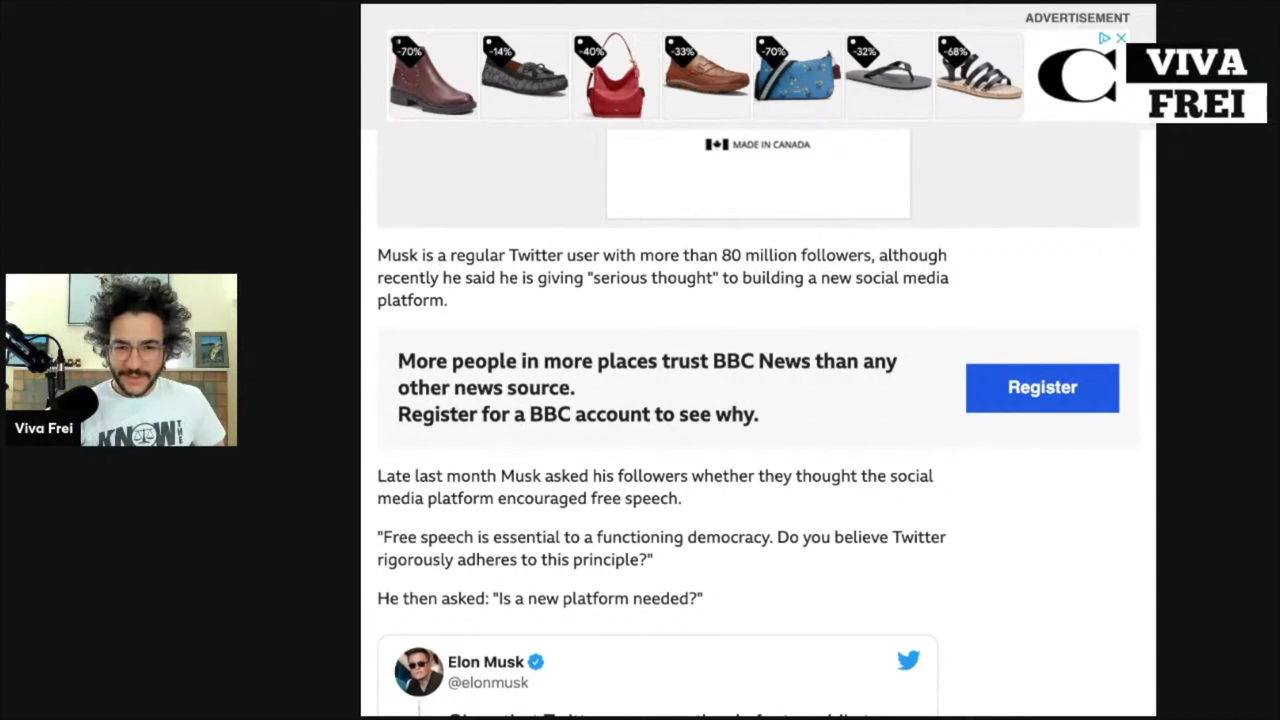 ADVERTISEMENT
-70%
-14%
-40%
-33%
-70%
-32%
-68%
C
VIVA
FREI
MADE IN CANADA
Musk is a regular Twitter user with more than 80 million followers, although
recently he said he is giving "serious thought" to building a new social media
platform.
More people in more places trust BBC News than any
other news source.
Register for a BBC account to see why.
Register
Late last month Musk asked his followers whether they thought the social
media platform encouraged free speech.
"Free speech is essential to a functioning democracy. Do you believe Twitter
rigorously adheres to this principle?"
He then asked: "Is a new platform needed?"
Elon Musk
@elonmusk
KNOW THE
Viva Frei